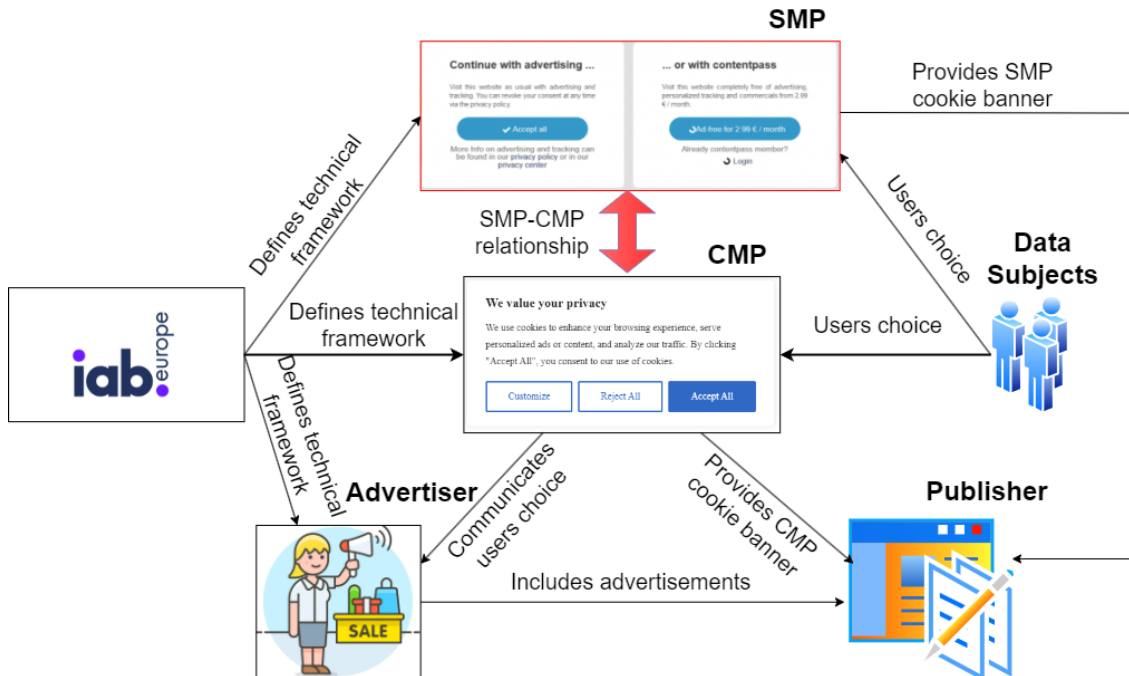 SMP
Continue with advertising ...
Visit this website as usual with advertising and
tracking. You can revoke your consent at any time
via the privacy policy.
Accept all
More Info on advertising and tracking can
be found in our privacy policy or in our
privacy center
... or with contentpass
Visit this website completely free of advertising,
personalized tracking and commercials from 2.99
€ / month.
Ad-free for 2.99 € / month
Already contentpass member?
Login
Provides SMP
cookie banner
Defines technical
framework
SMP-CMP
relationship
Users choice
CMP
Data
Subjects
iab.
europe
Defines technical
framework
We value your privacy
We use cookies to enhance your browsing experience, serve
personalized ads or content, and analyze our traffic. By clicking
"Accept All", you consent to our use of cookies.
Customize
Reject All
Accept All
Users choice
Defines technical
framework
Advertiser
Communicates
users choice
Provides CMP
cookie banner
Publisher
Includes advertisements
SALE